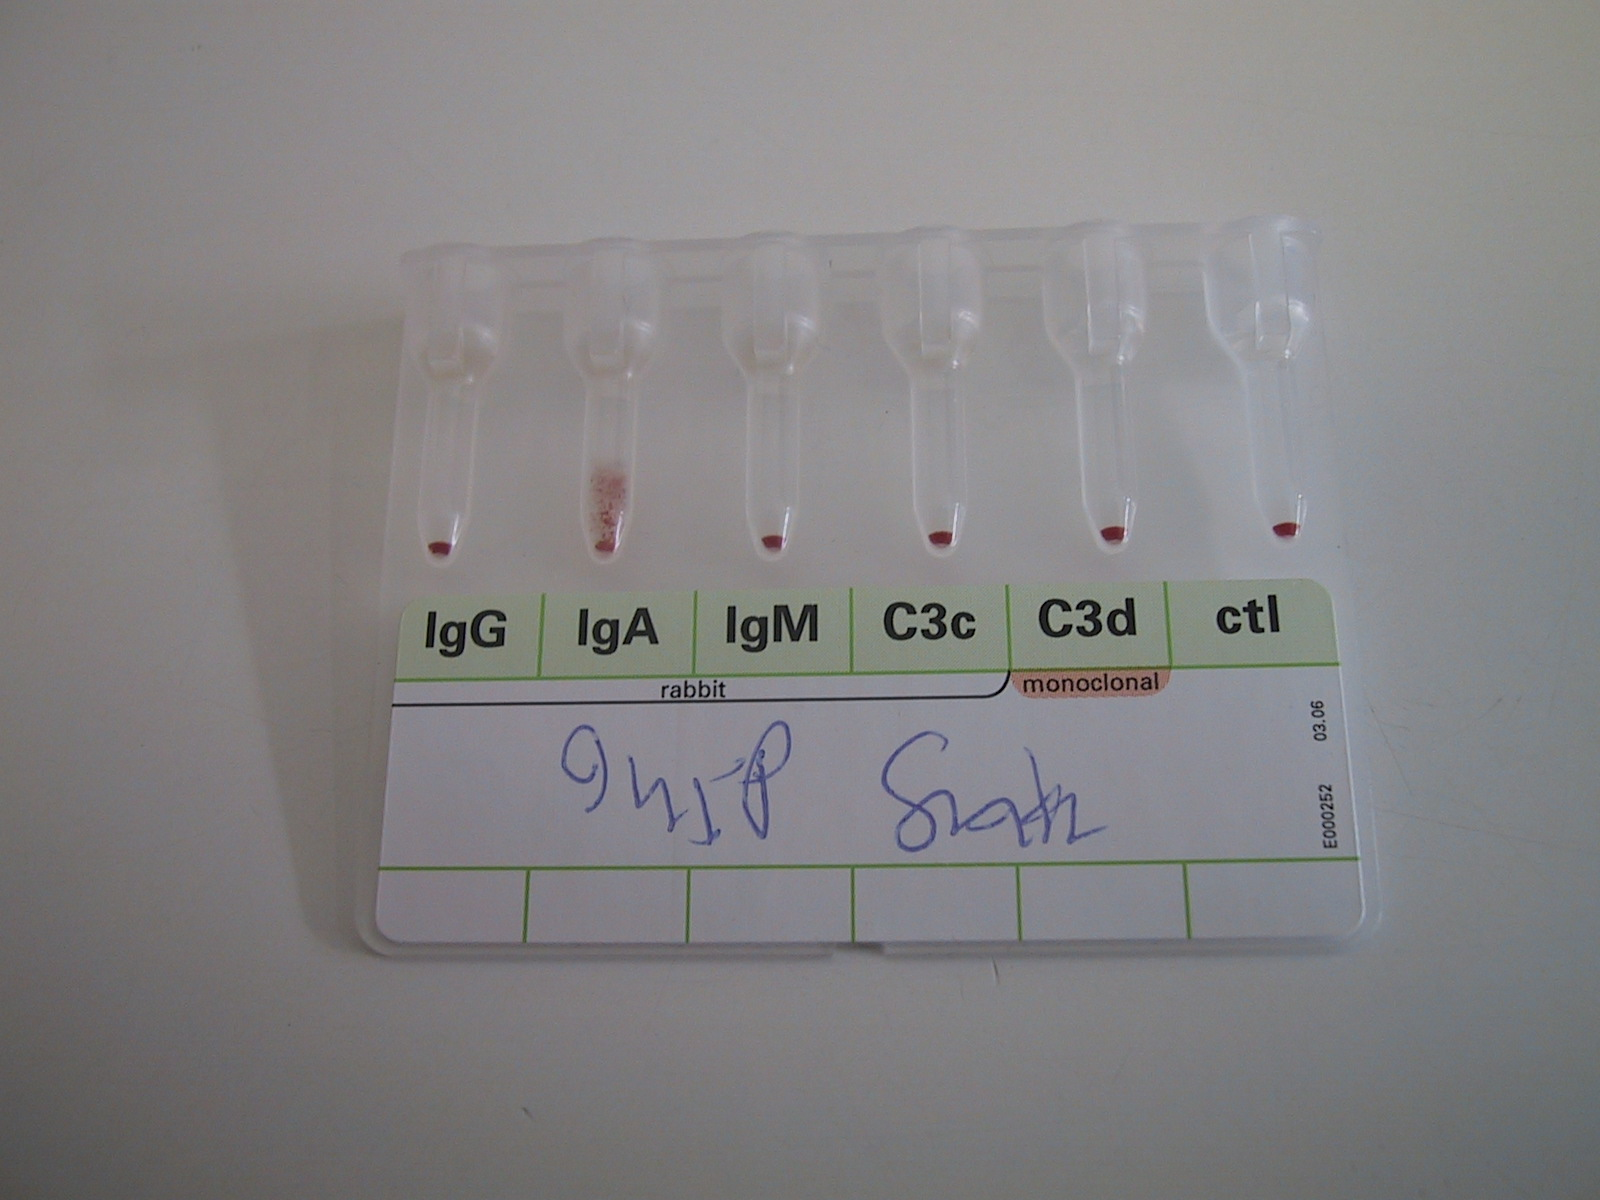 IgG IgA IgM C3c C3d ctl
rabbit monoclonal
E000252 03.06